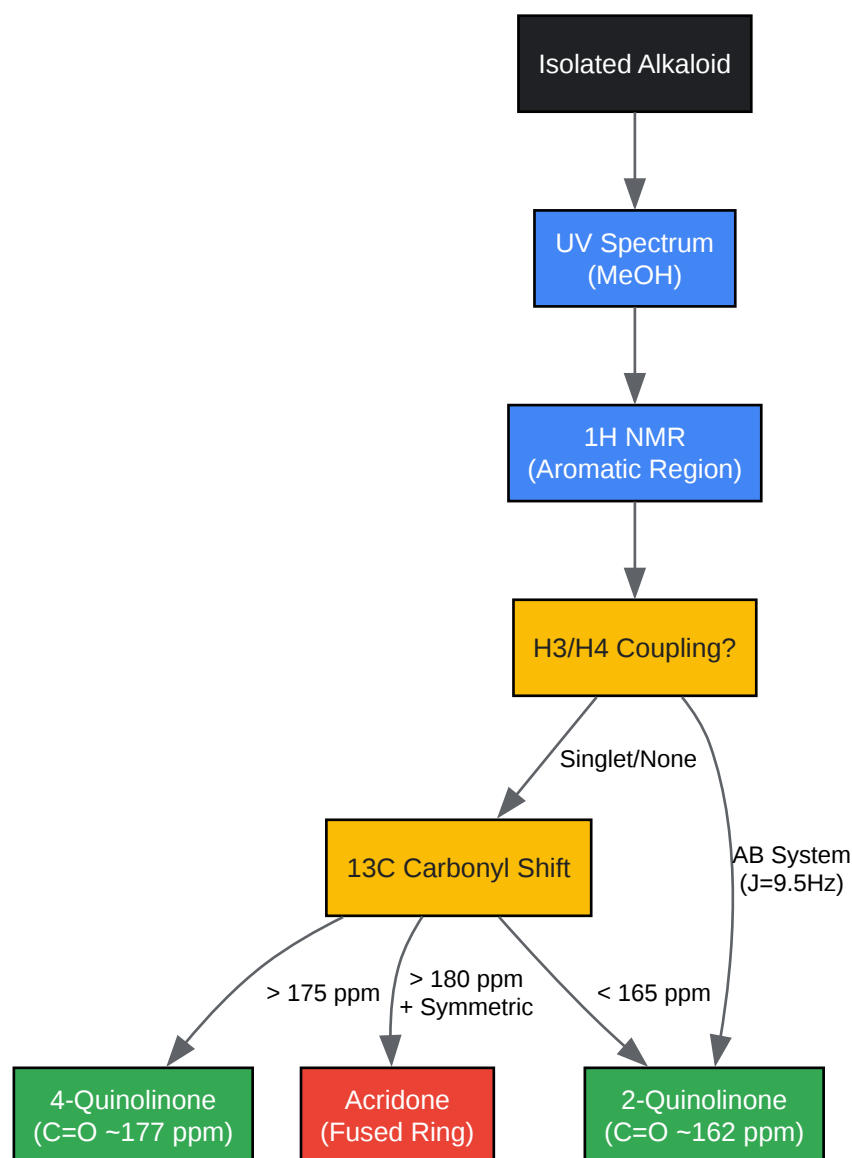 Isolated Alkaloid
UV Spectrum
(MeOH)
1H NMR
(Aromatic Region)
H3/H4 Coupling?
Singlet/None
AB System
(J=9.5Hz)
13C Carbonyl Shift
> 175 ppm
> 180 ppm
+ Symmetric
< 165 ppm
4-Quinolinone
(C=O ~177 ppm)
Acridone
(Fused Ring)
2-Quinolinone
(C=O ~162 ppm)